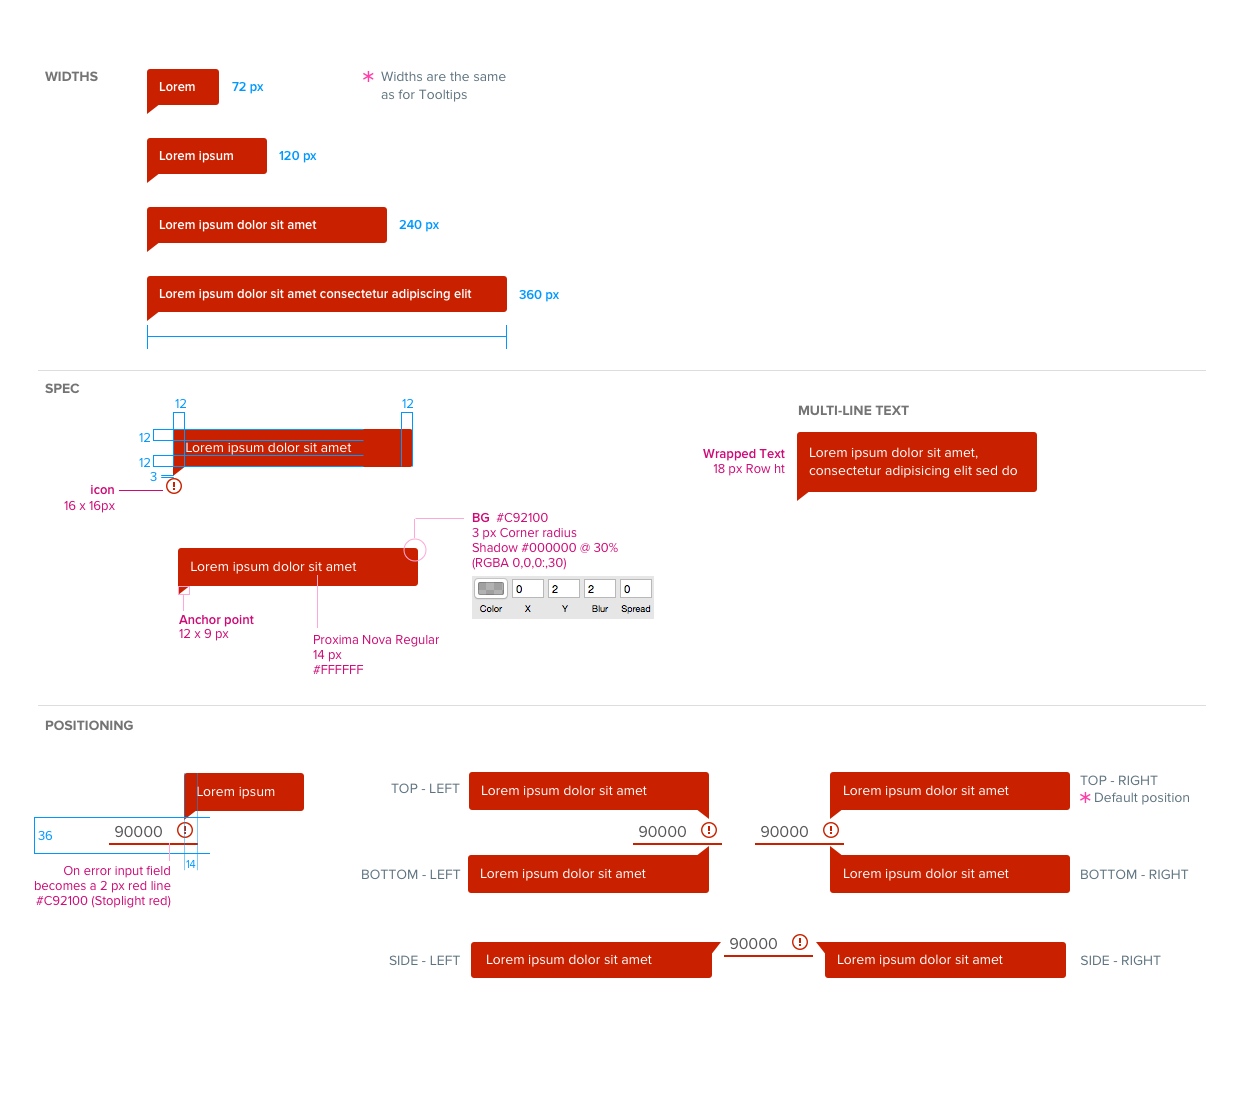 WIDTHS
Lorem
72 px
* Widths are the same
as for Tooltips
Lorem ipsum
120 px
Lorem ipsum dolor sit amet
240 px
Lorem ipsum dolor sit amet consectetur adipiscing elit
360 px
SPEC
12
12
12
Lorem ipsum dolor sit amet
12
3
icon
16 x 16px
MULTI-LINE TEXT
Wrapped Text
18 px Row ht
Lorem ipsum dolor sit amet,
consectetur adipisicing elit sed do
BG #C92100
3 px Corner radius
Shadow #000000 @ 30%
(RGBA 0,0,0:,30)
0 2 2 0
Color X Y Blur Spread
Lorem ipsum dolor sit amet
Anchor point
12 x 9 px
Proxima Nova Regular
14 px
#FFFFFF
POSITIONING
Lorem ipsum
36
90000
14
On error input field
becomes a 2 px red line
#C92100 (Stoplight red)
TOP - LEFT
Lorem ipsum dolor sit amet
Lorem ipsum dolor sit amet
TOP - RIGHT
* Default position
90000
90000
BOTTOM - LEFT
Lorem ipsum dolor sit amet
Lorem ipsum dolor sit amet
BOTTOM - RIGHT
SIDE - LEFT
Lorem ipsum dolor sit amet
90000
Lorem ipsum dolor sit amet
SIDE - RIGHT